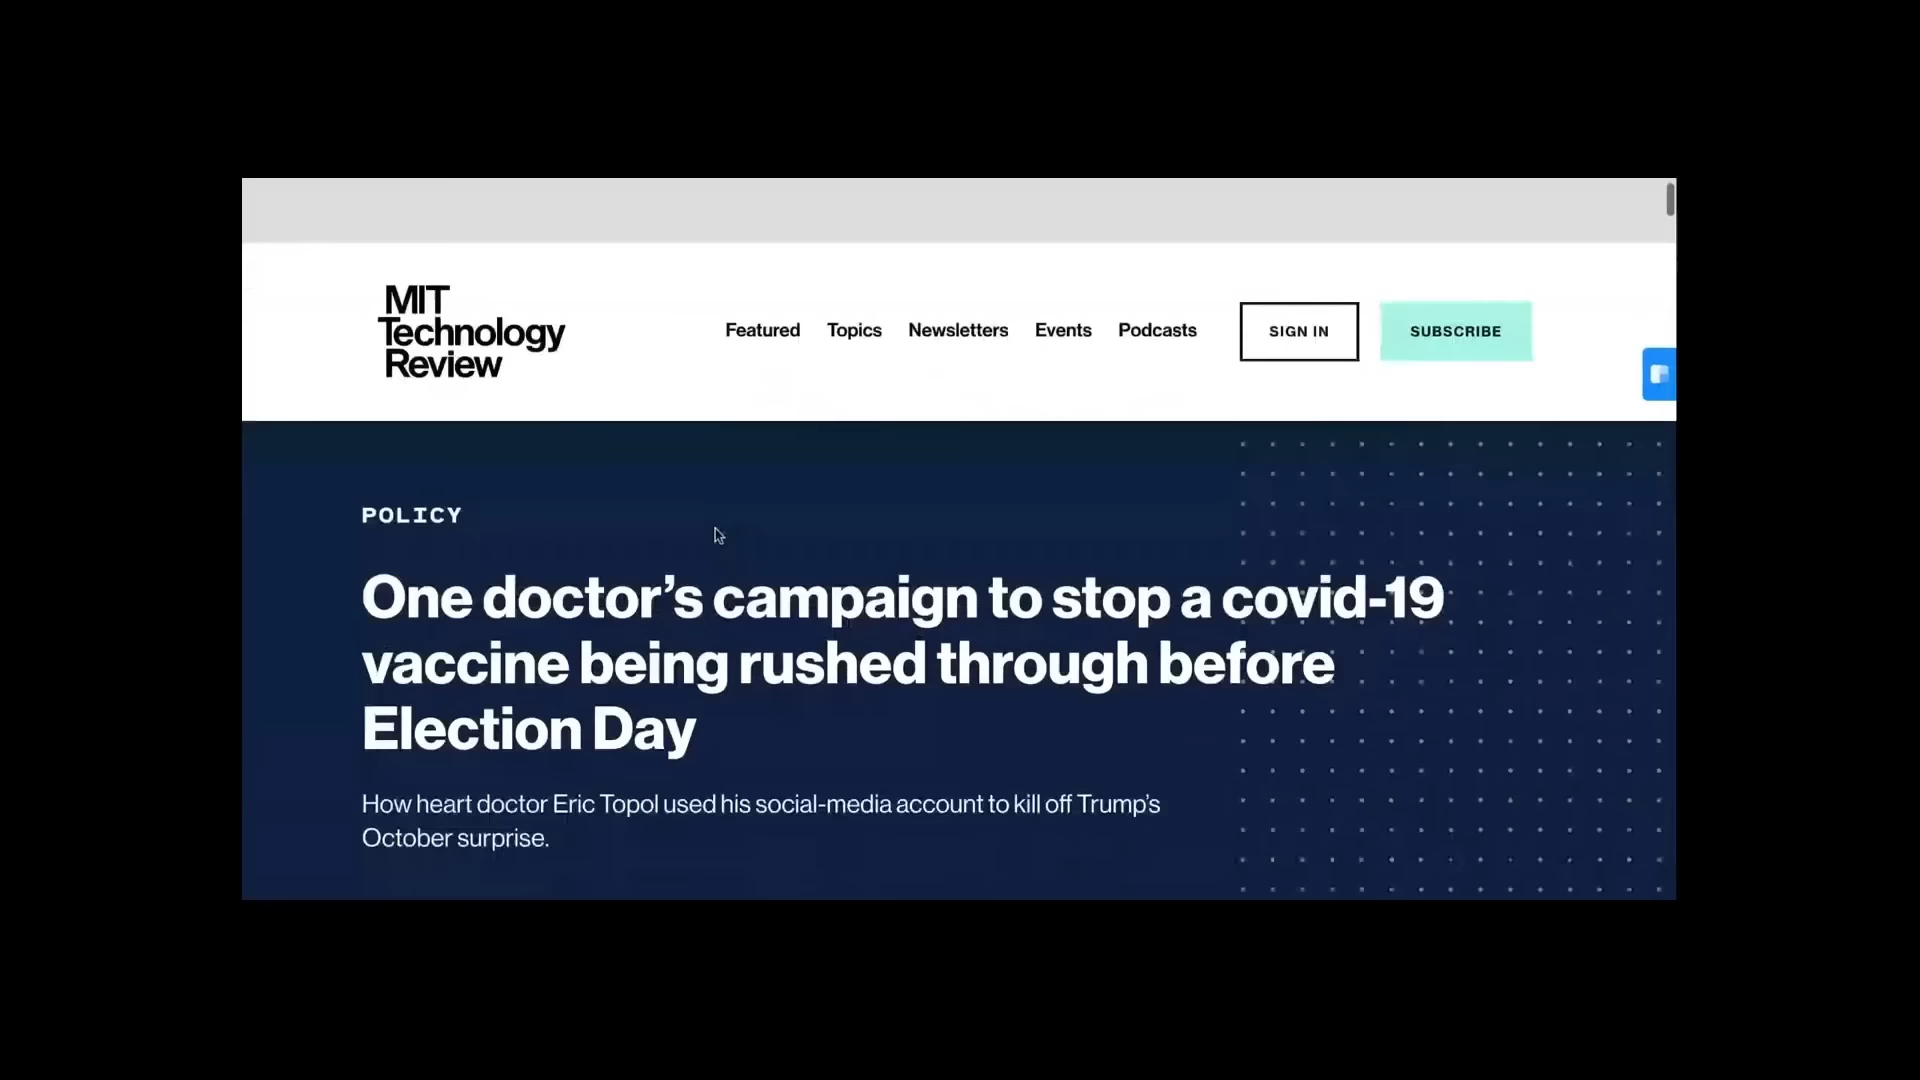 MIT
Technology
Review
Featured Topics Newsletters Events Podcasts SIGN IN SUBSCRIBE
POLICY
One doctor’s campaign to stop a covid-19
vaccine being rushed through before
Election Day
How heart doctor Eric Topol used his social-media account to kill off Trump’s
October surprise.